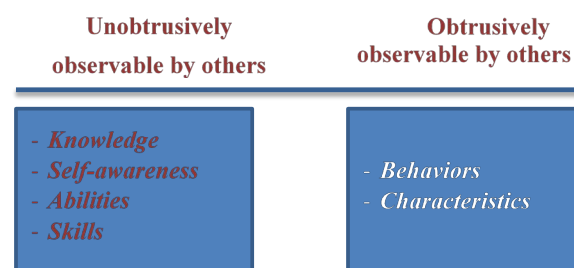 Unobtrusively
observable by others
Obtrusively
observable by others
- Knowledge
- Self-awareness
- Abilities
- Skills
- Behaviors
- Characteristics